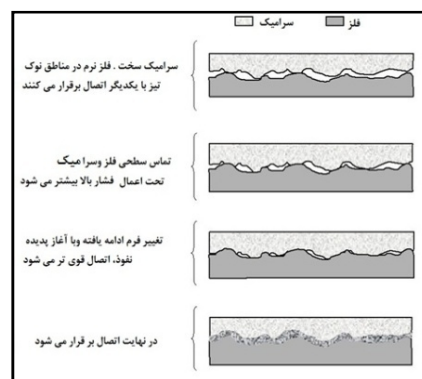 سرامیک
فلز
سرامیک سخت . فلز نرم در مناطق نوک
تیز با یکدیگر اتصال برقرار می کنند
تماس سطحی فلز وسرا میک
تحت اعمال فشار بالا بیشتر می شود
تغییر فرم ادامه یافته وبا آغاز پدیده
نفوذ، اتصال قوی تر می شود
در نهایت اتصال بر قرار می شود